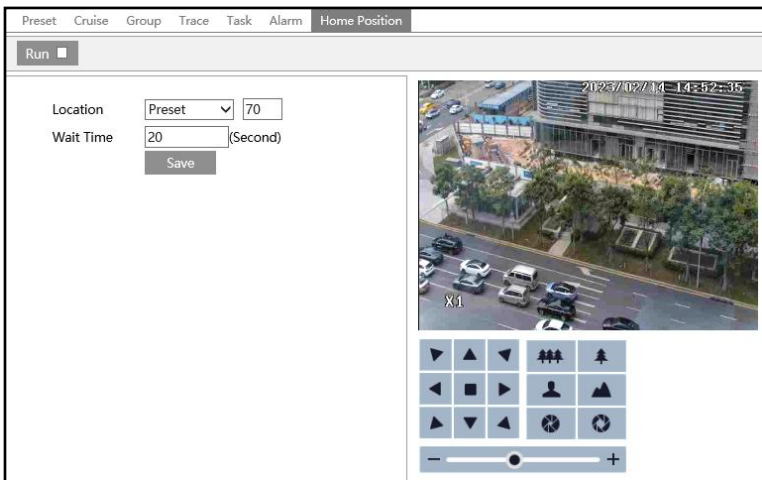 Preset Cruise Group Trace Task Alarm Home Position
Run
Location Preset 70
Wait Time 20 (Second)
Save
2023/02/14 14:52:35
X1